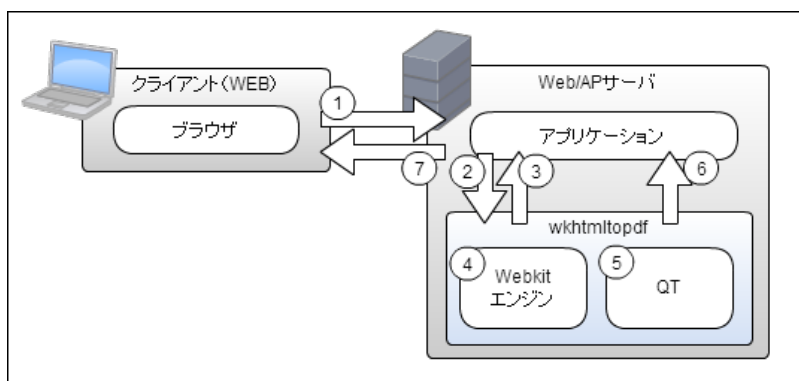 クライアント(WEB)
ブラウザ
Web/APサーバ
アプリケーション
1
7
2
3
6
wkhtmltopdf
4
Webkit
エンジン
5
QT